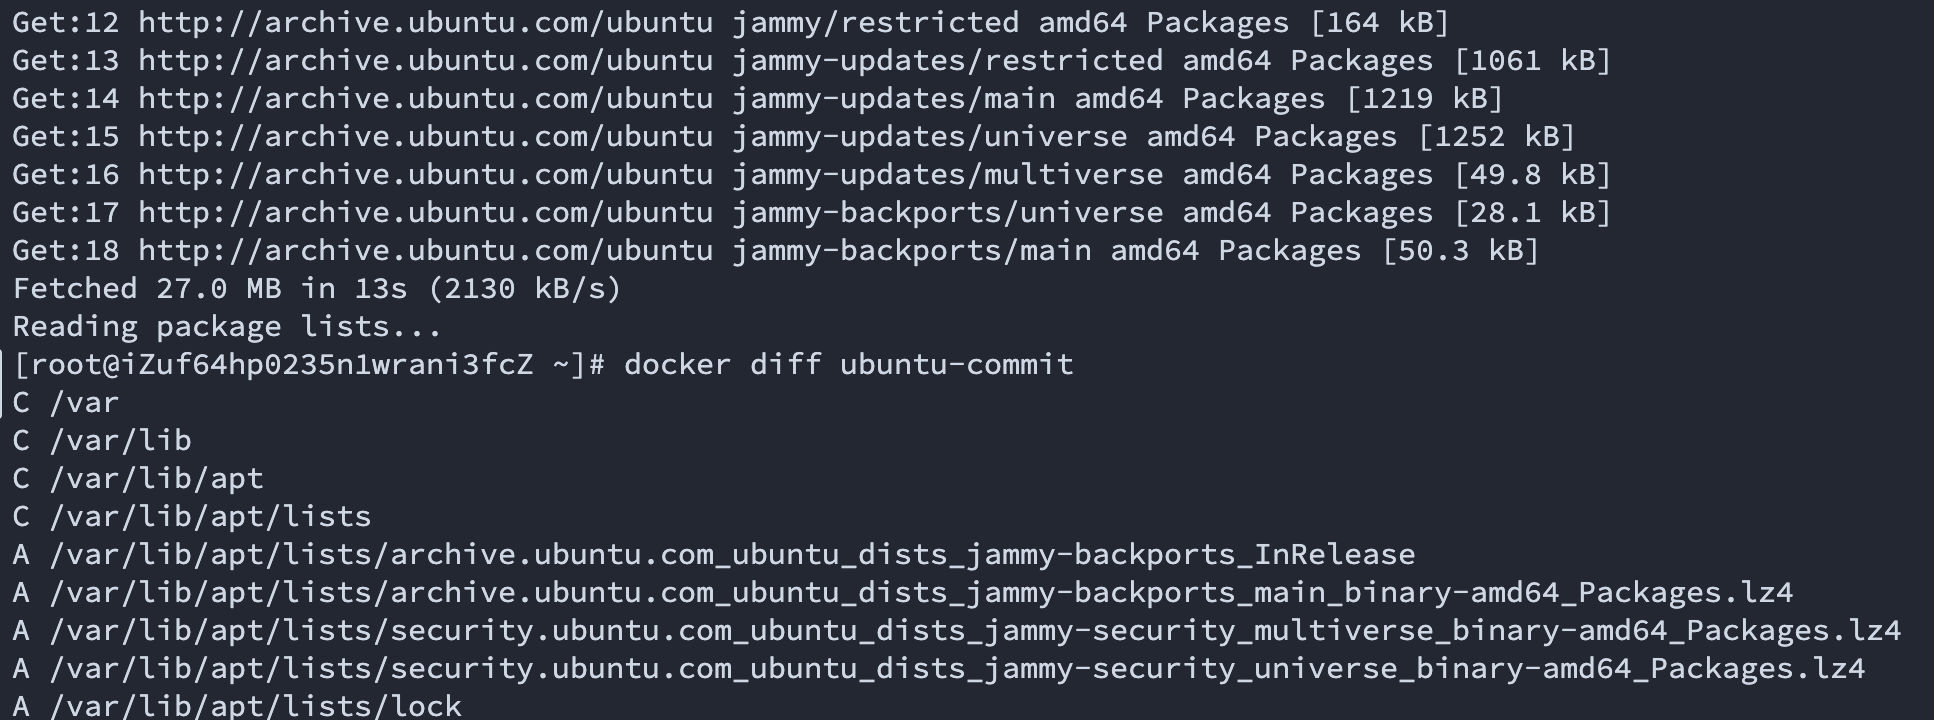 Get:12 http://archive.ubuntu.com/ubuntu jammy/restricted amd64 Packages [164 kB]
Get:13 http://archive.ubuntu.com/ubuntu jammy-updates/restricted amd64 Packages [1061 kB]
Get:14 http://archive.ubuntu.com/ubuntu jammy-updates/main amd64 Packages [1219 kB]
Get:15 http://archive.ubuntu.com/ubuntu jammy-updates/universe amd64 Packages [1252 kB]
Get:16 http://archive.ubuntu.com/ubuntu jammy-updates/multiverse amd64 Packages [49.8 kB]
Get:17 http://archive.ubuntu.com/ubuntu jammy-backports/universe amd64 Packages [28.1 kB]
Get:18 http://archive.ubuntu.com/ubuntu jammy-backports/main amd64 Packages [50.3 kB]
Fetched 27.0 MB in 13s (2130 kB/s)
Reading package lists...
[root@iZuf64hp0235n1wrani3fcZ ~]# docker diff ubuntu-commit
C /var
C /var/lib
C /var/lib/apt
C /var/lib/apt/lists
A /var/lib/apt/lists/archive.ubuntu.com_ubuntu_dists_jammy-backports_InRelease
A /var/lib/apt/lists/archive.ubuntu.com_ubuntu_dists_jammy-backports_main_binary-amd64_Packages.lz4
A /var/lib/apt/lists/security.ubuntu.com_ubuntu_dists_jammy-security_multiverse_binary-amd64_Packages.lz4
A /var/lib/apt/lists/security.ubuntu.com_ubuntu_dists_jammy-security_universe_binary-amd64_Packages.lz4
A /var/lib/apt/lists/lock